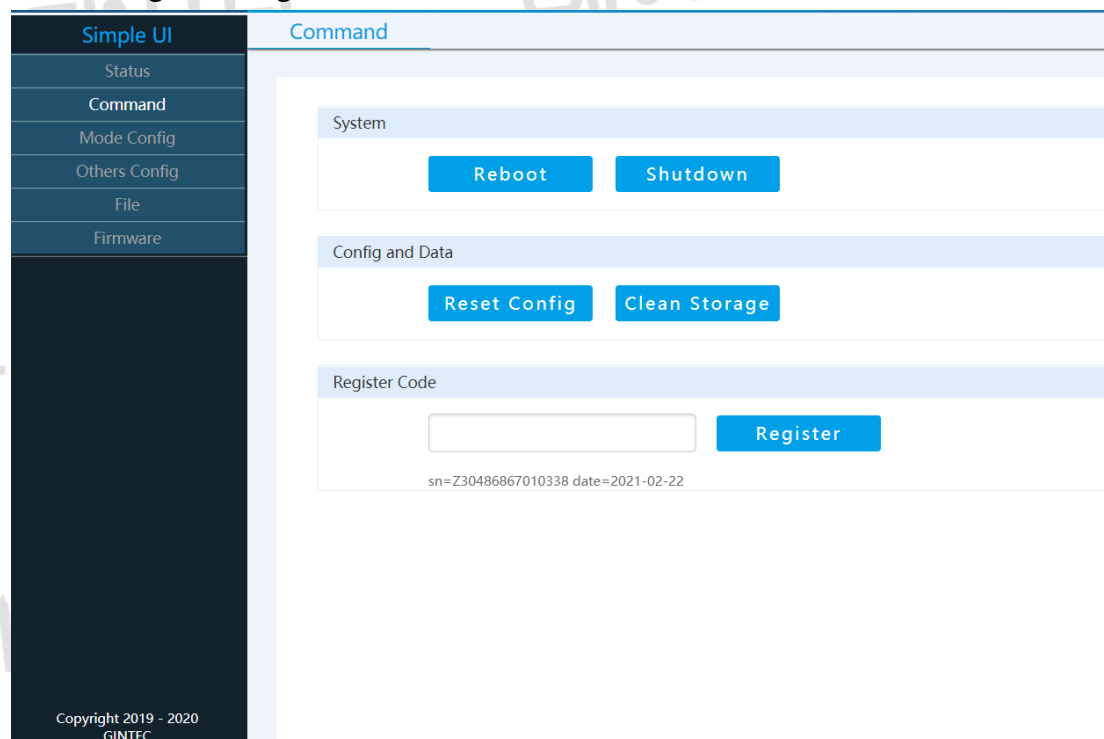 Simple UI
Status
Command
Mode Config
Others Config
File
Firmware
Copyright 2019 - 2020
GINTEC
Command
System
Reboot Shutdown
Config and Data
Reset Config Clean Storage
Register Code
Register
sn=Z30486867010338 date=2021-02-22